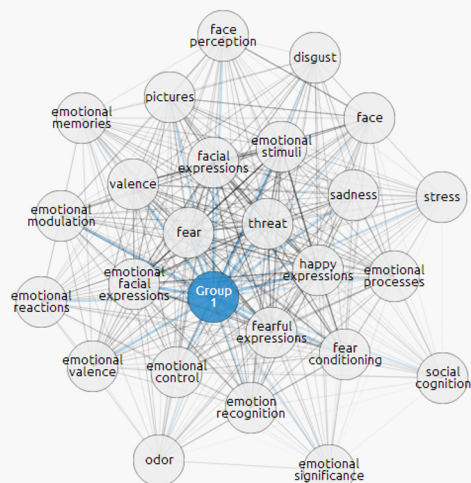 face
perception
disgust
pictures
emotional
memories
face
emotional
stimuli
facial
expressions
valence
sadness
stress
emotional
modulation
fear
threat
happy
expressions
emotional
processes
emotional
facial
expressions
Group
1
emotional
reactions
fearful
expressions
fear
conditioning
emotional
valence
emotional
control
social
cognition
emotion
recognition
odor
emotional
significance